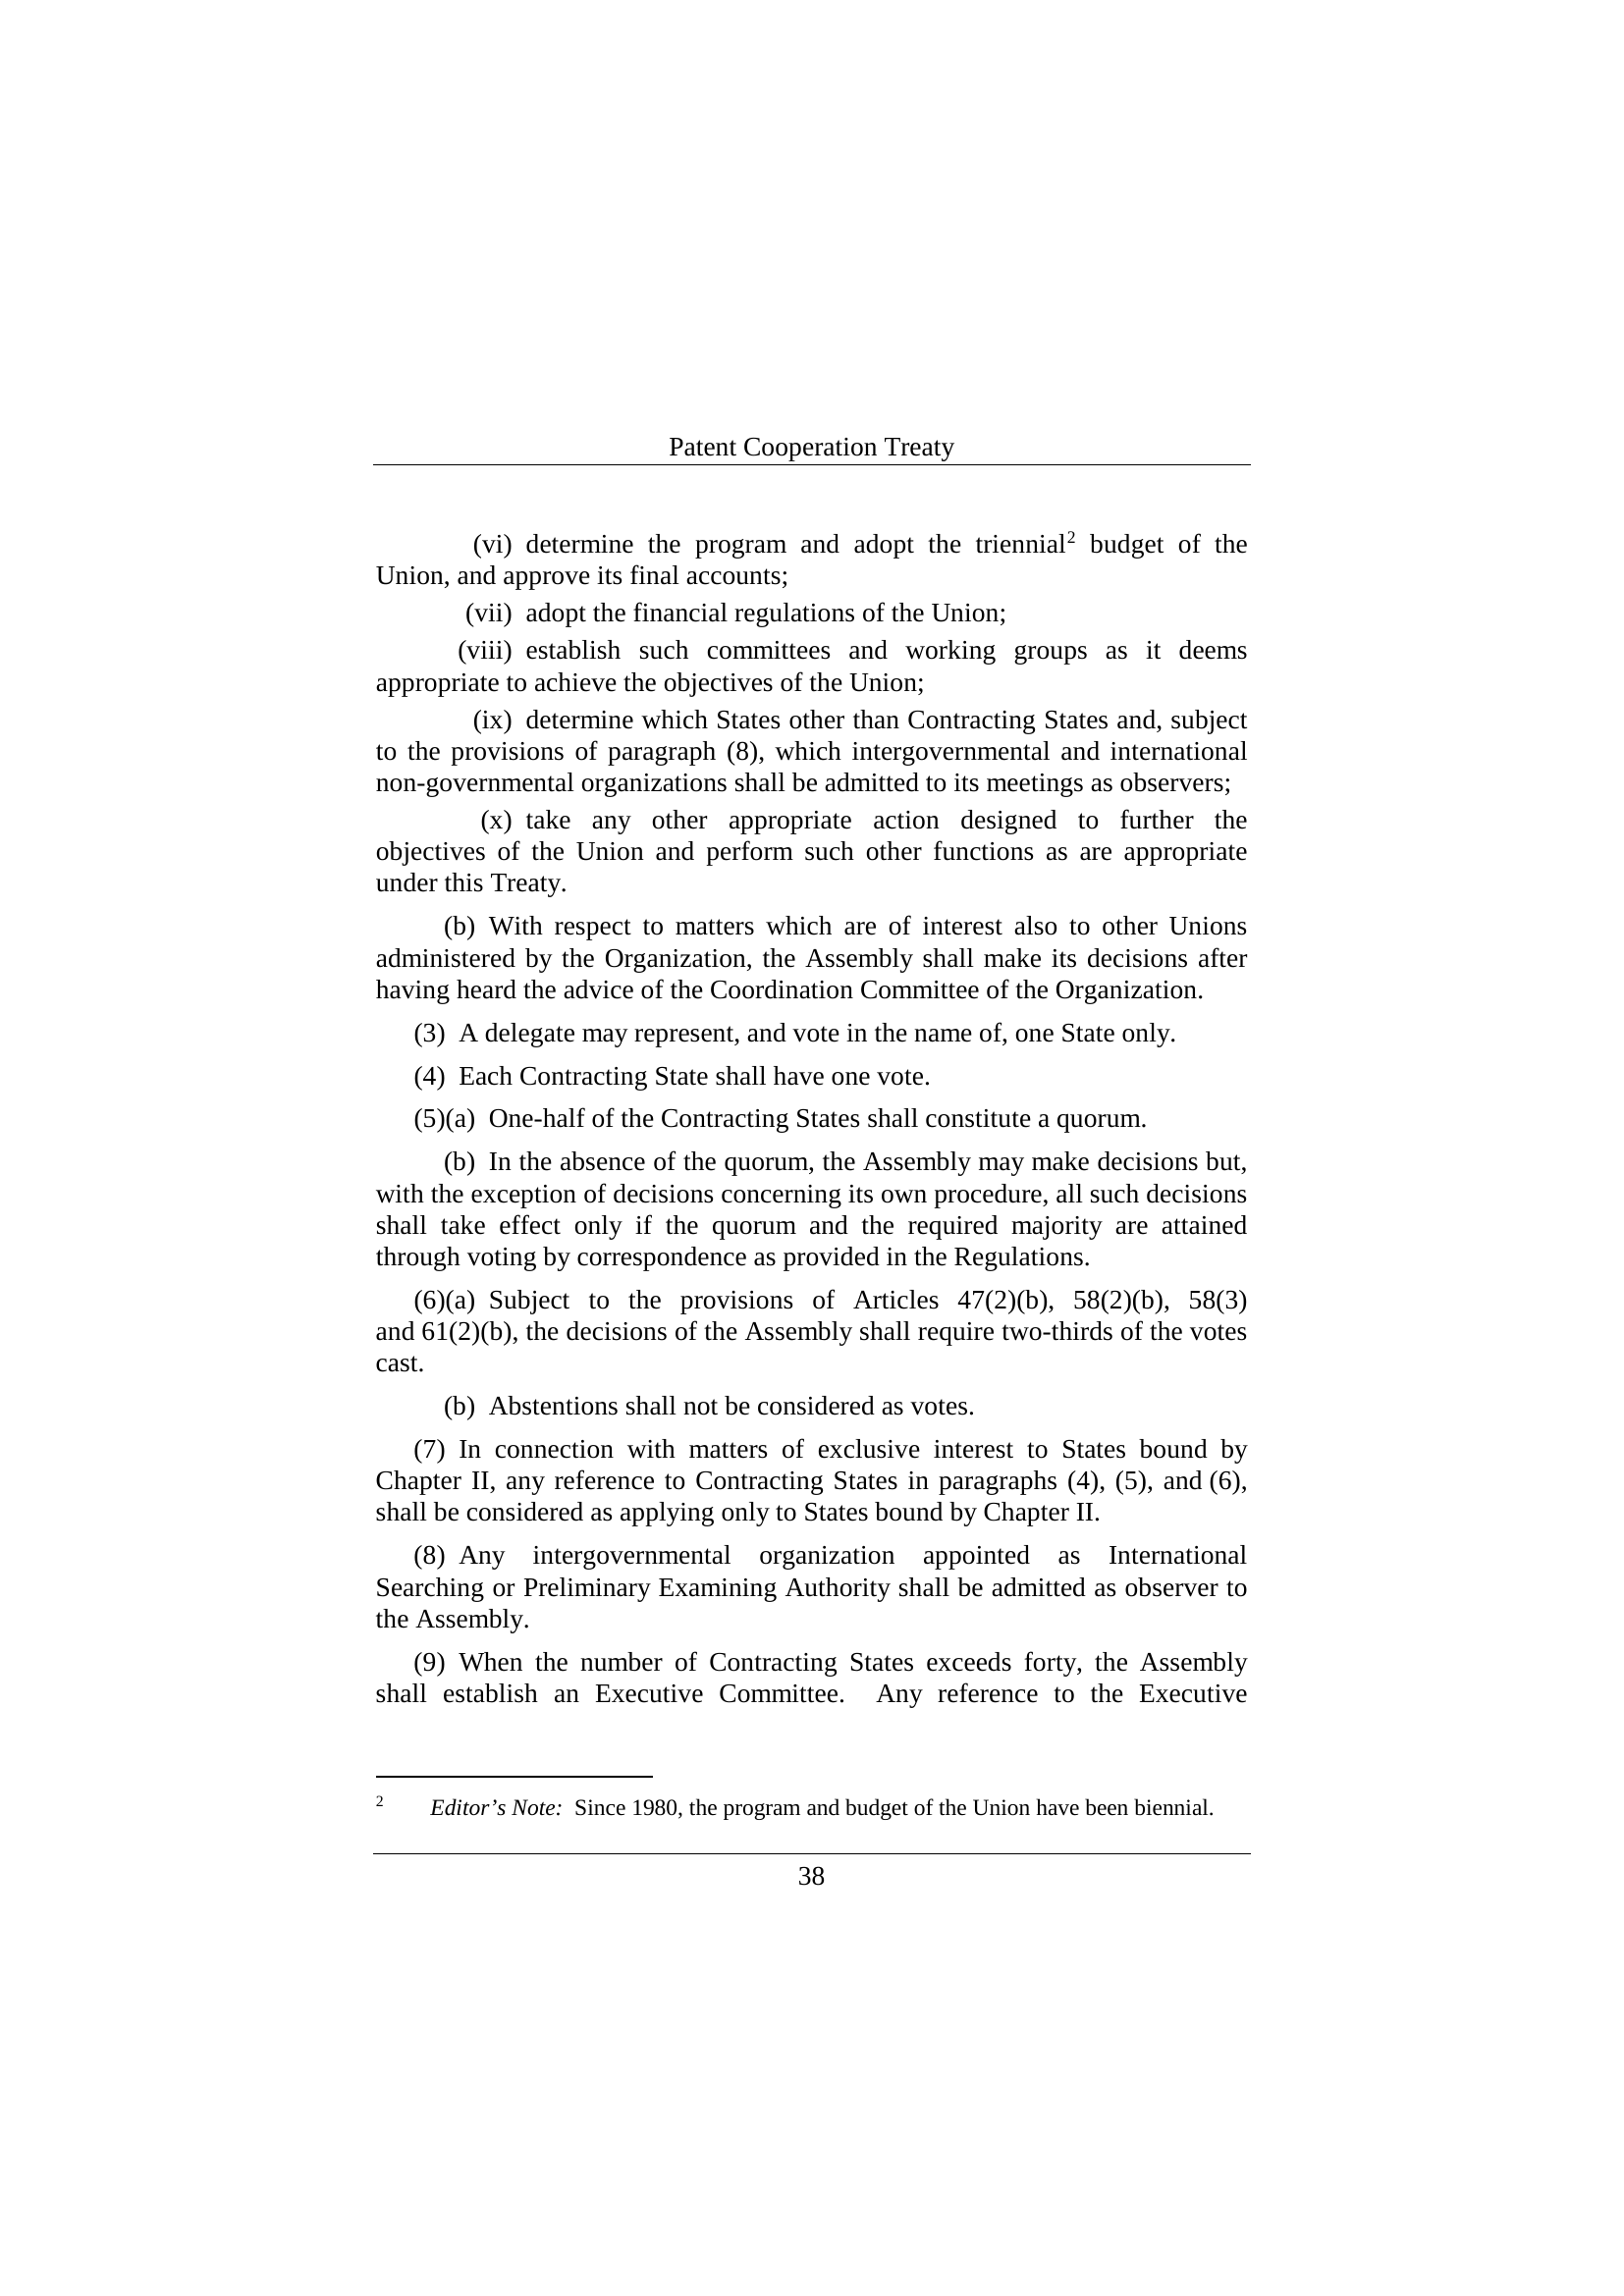 Patent Cooperation Treaty
(vi) determine the program and adopt the triennial2 budget of the
Union, and approve its final accounts;
(vii) adopt the financial regulations of the Union;
(viii) establish such committees and working groups as it deems
appropriate to achieve the objectives of the Union;
(ix) determine which States other than Contracting States and, subject
to the provisions of paragraph (8), which intergovernmental and international
non-governmental organizations shall be admitted to its meetings as observers;
(x) take any other appropriate action designed to further the
objectives of the Union and perform such other functions as are appropriate
under this Treaty.
(b) With respect to matters which are of interest also to other Unions
administered by the Organization, the Assembly shall make its decisions after
having heard the advice of the Coordination Committee of the Organization.
(3) A delegate may represent, and vote in the name of, one State only.
(4) Each Contracting State shall have one vote.
(5)(a) One-half of the Contracting States shall constitute a quorum.
(b) In the absence of the quorum, the Assembly may make decisions but,
with the exception of decisions concerning its own procedure, all such decisions
shall take effect only if the quorum and the required majority are attained
through voting by correspondence as provided in the Regulations.
(6)(a) Subject to the provisions of Articles 47(2)(b), 58(2)(b), 58(3)
and 61(2)(b), the decisions of the Assembly shall require two-thirds of the votes
cast.
(b) Abstentions shall not be considered as votes.
(7) In connection with matters of exclusive interest to States bound by
Chapter II, any reference to Contracting States in paragraphs (4), (5), and (6),
shall be considered as applying only to States bound by Chapter II.
(8) Any intergovernmental organization appointed as International
Searching or Preliminary Examining Authority shall be admitted as observer to
the Assembly.
(9) When the number of Contracting States exceeds forty, the Assembly
shall establish an Executive Committee. Any reference to the Executive
2 Editor’s Note: Since 1980, the program and budget of the Union have been biennial.
38